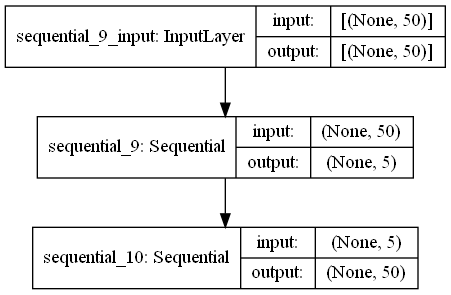 sequential_9_input: InputLayer
input: [(None, 50)]
output: [(None, 50)]
sequential_9: Sequential
input: (None, 50)
output: (None, 5)
sequential_10: Sequential
input: (None, 5)
output: (None, 50)